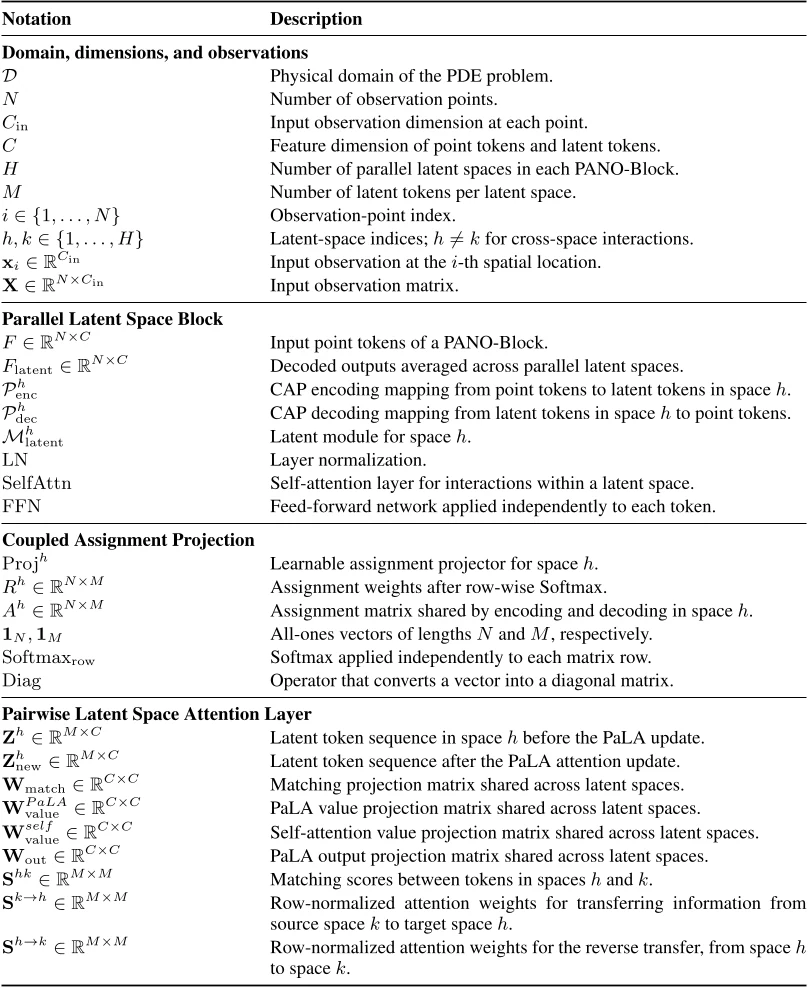 Notation Description
Domain, dimensions, and observations
𝒟 Physical domain of the PDE problem.
N Number of observation points.
C_in Input observation dimension at each point.
C Feature dimension of point tokens and latent tokens.
H Number of parallel latent spaces in each PANO-Block.
M Number of latent tokens per latent space.
i ∈ {1, . . . , N} Observation-point index.
h, k ∈ {1, . . . , H} Latent-space indices; h ≠ k for cross-space interactions.
x_i ∈ ℝ^{C_in} Input observation at the i-th spatial location.
X ∈ ℝ^{N×C_in} Input observation matrix.
Parallel Latent Space Block
F ∈ ℝ^{N×C} Input point tokens of a PANO-Block.
F_latent ∈ ℝ^{N×C} Decoded outputs averaged across parallel latent spaces.
𝒫^h_enc CAP encoding mapping from point tokens to latent tokens in space h.
𝒫^h_dec CAP decoding mapping from latent tokens in space h to point tokens.
ℳ^h_latent Latent module for space h.
LN Layer normalization.
SelfAttn Self-attention layer for interactions within a latent space.
FFN Feed-forward network applied independently to each token.
Coupled Assignment Projection
Proj^h Learnable assignment projector for space h.
R^h ∈ ℝ^{N×M} Assignment weights after row-wise Softmax.
A^h ∈ ℝ^{N×M} Assignment matrix shared by encoding and decoding in space h.
1_N, 1_M All-ones vectors of lengths N and M, respectively.
Softmax_row Softmax applied independently to each matrix row.
Diag Operator that converts a vector into a diagonal matrix.
Pairwise Latent Space Attention Layer
Z^h ∈ ℝ^{M×C} Latent token sequence in space h before the PaLA update.
Z^h_new ∈ ℝ^{M×C} Latent token sequence after the PaLA attention update.
W_match ∈ ℝ^{C×C} Matching projection matrix shared across latent spaces.
W^{PaLA}_value ∈ ℝ^{C×C} PaLA value projection matrix shared across latent spaces.
W^{self}_value ∈ ℝ^{C×C} Self-attention value projection matrix shared across latent spaces.
W_out ∈ ℝ^{C×C} PaLA output projection matrix shared across latent spaces.
S^{hk} ∈ ℝ^{M×M} Matching scores between tokens in spaces h and k.
S^{k→h} ∈ ℝ^{M×M} Row-normalized attention weights for transferring information from
source space k to target space h.
S^{h→k} ∈ ℝ^{M×M} Row-normalized attention weights for the reverse transfer, from space h
to space k.